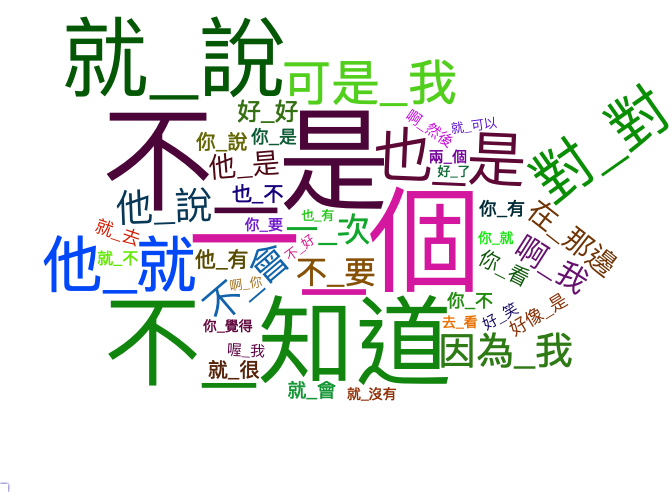 就_說
可是_我
對_對
好_好
啊_然後
就_可以
不_是
也_是
你_說
你_是
他_是
兩_個
好_了
他_說
也_不
一_個
你_有
在_那邊
你_要
也_有
一_次
就_去
不_好
你_就
啊_我
他_就
就_不
他_有
不_會
不_要
你_看
啊_你
你_不
好像_是
不_知道
你_覺得
去_看
好_笑
喔_我
因為_我
就_很
就_會
就_沒有